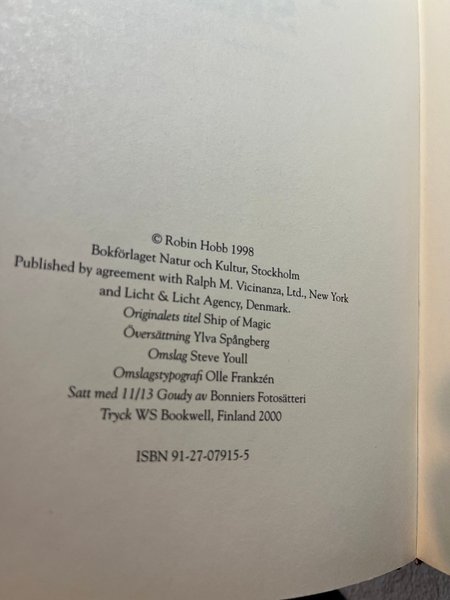 © Robin Hobb 1998
Bokförlaget Natur och Kultur, Stockholm
Published by agreement with Ralph M. Vicinanza, Ltd., New York
and Licht & Licht Agency, Denmark.
Originalets titel Ship of Magic
Översättning Ylva Spångberg
Omslag Steve Youll
Omslagstypografi Olle Frankzén
Satt med 11/13 Goudy av Bonniers Fotosätteri
Tryck WS Bookwell, Finland 2000
ISBN 91-27-07915-5